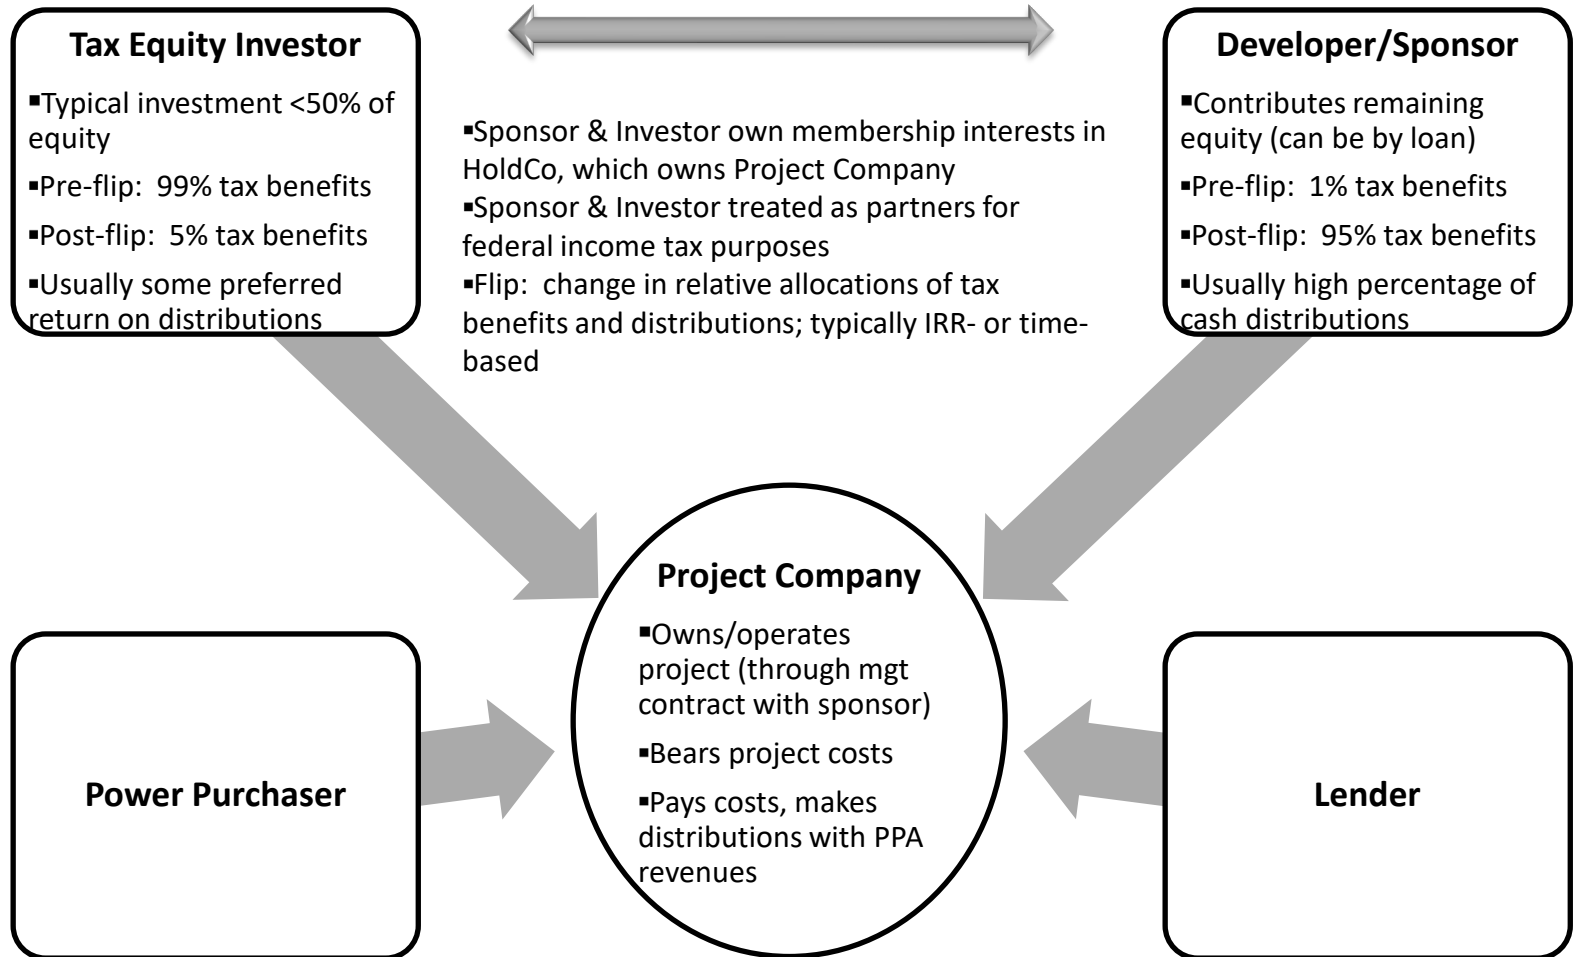 Tax Equity Investor
▪Typical investment <50% of
equity
▪Pre-flip:  99% tax benefits
▪Post-flip:  5% tax benefits
▪Usually some preferred
return on distributions
▪Sponsor & Investor own membership interests in
HoldCo, which owns Project Company
▪Sponsor & Investor treated as partners for
federal income tax purposes
▪Flip:  change in relative allocations of tax
benefits and distributions; typically IRR- or time-
based
Developer/Sponsor
▪Contributes remaining
equity (can be by loan)
▪Pre-flip:  1% tax benefits
▪Post-flip:  95% tax benefits
▪Usually high percentage of
cash distributions
Project Company
▪Owns/operates
project (through mgt
contract with sponsor)
▪Bears project costs
▪Pays costs, makes
distributions with PPA
revenues
Power Purchaser
Lender